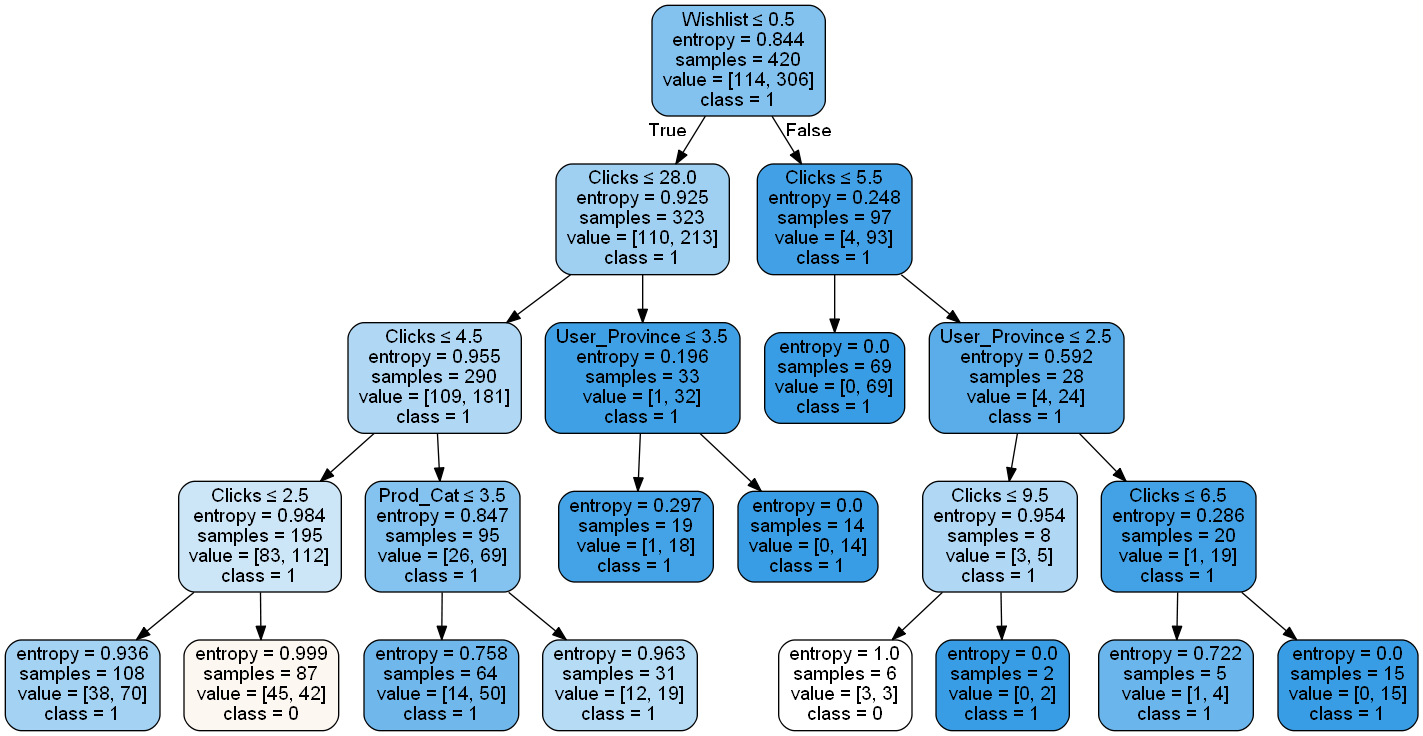 Wishlist ≤ 0.5
entropy = 0.844
samples = 420
value = [114, 306]
class = 1
True
False
Clicks ≤ 28.0
entropy = 0.925
samples = 323
value = [110, 213]
class = 1
Clicks ≤ 5.5
entropy = 0.248
samples = 97
value = [4, 93]
class = 1
Clicks ≤ 4.5
entropy = 0.955
samples = 290
value = [109, 181]
class = 1
User_Province ≤ 3.5
entropy = 0.196
samples = 33
value = [1, 32]
class = 1
entropy = 0.0
samples = 69
value = [0, 69]
class = 1
User_Province ≤ 2.5
entropy = 0.592
samples = 28
value = [4, 24]
class = 1
Clicks ≤ 2.5
entropy = 0.984
samples = 195
value = [83, 112]
class = 1
Prod_Cat ≤ 3.5
entropy = 0.847
samples = 95
value = [26, 69]
class = 1
entropy = 0.297
samples = 19
value = [1, 18]
class = 1
entropy = 0.0
samples = 14
value = [0, 14]
class = 1
Clicks ≤ 9.5
entropy = 0.954
samples = 8
value = [3, 5]
class = 1
Clicks ≤ 6.5
entropy = 0.286
samples = 20
value = [1, 19]
class = 1
entropy = 0.936
samples = 108
value = [38, 70]
class = 1
entropy = 0.999
samples = 87
value = [45, 42]
class = 0
entropy = 0.758
samples = 64
value = [14, 50]
class = 1
entropy = 0.963
samples = 31
value = [12, 19]
class = 1
entropy = 1.0
samples = 6
value = [3, 3]
class = 0
entropy = 0.0
samples = 2
value = [0, 2]
class = 1
entropy = 0.722
samples = 5
value = [1, 4]
class = 1
entropy = 0.0
samples = 15
value = [0, 15]
class = 1